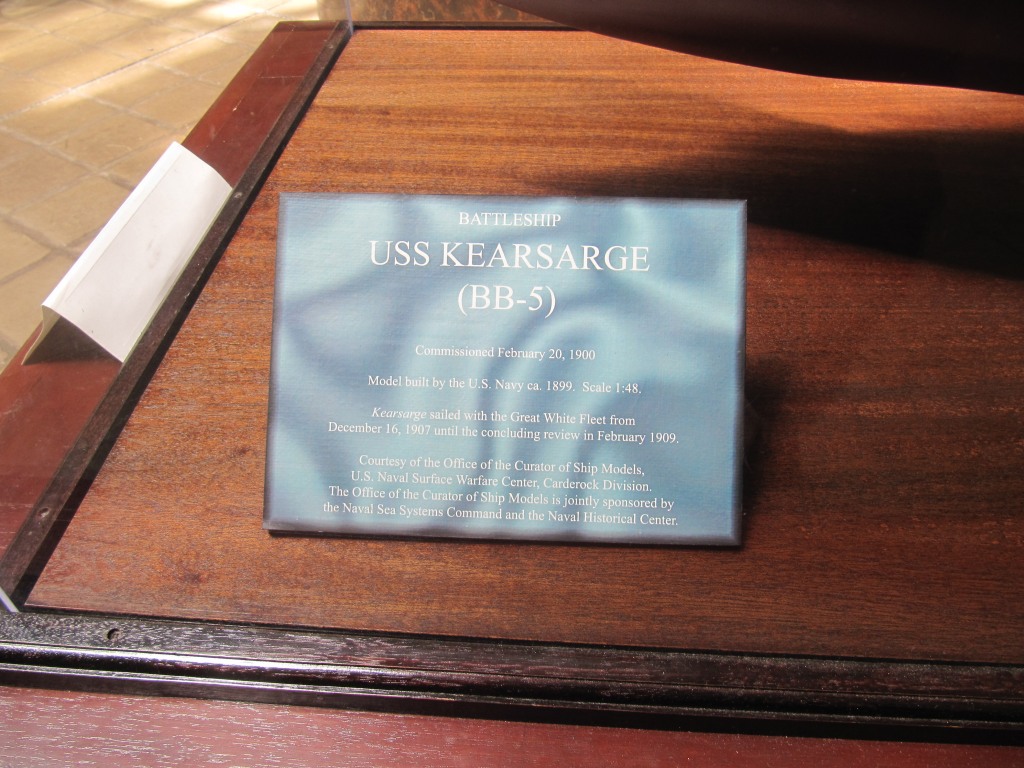 BATTLESHIP
USS KEARSARGE
(BB-5)
Commissioned February 20, 1900
Model built by the U.S. Navy ca. 1899. Scale 1:48.
Kearsarge sailed with the Great White Fleet from
December 16, 1907 until the concluding review in February 1909.
Courtesy of the Office of the Curator of Ship Models,
U.S. Naval Surface Warfare Center, Carderock Division.
The Office of the Curator of Ship Models is jointly sponsored by
the Naval Sea Systems Command and the Naval Historical Center.